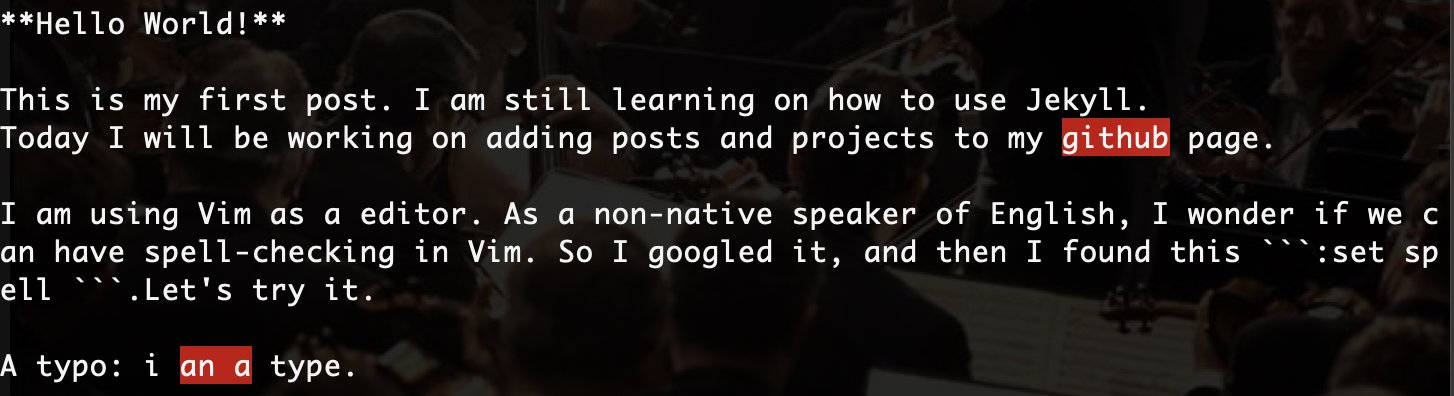 **Hello World!**
This is my first post. I am still learning on how to use Jekyll.
Today I will be working on adding posts and projects to my github page.
I am using Vim as a editor. As a non-native speaker of English, I wonder if we c
an have spell-checking in Vim. So I googled it, and then I found this ```:set sp
ell ```.Let's try it.
A typo: i an a type.